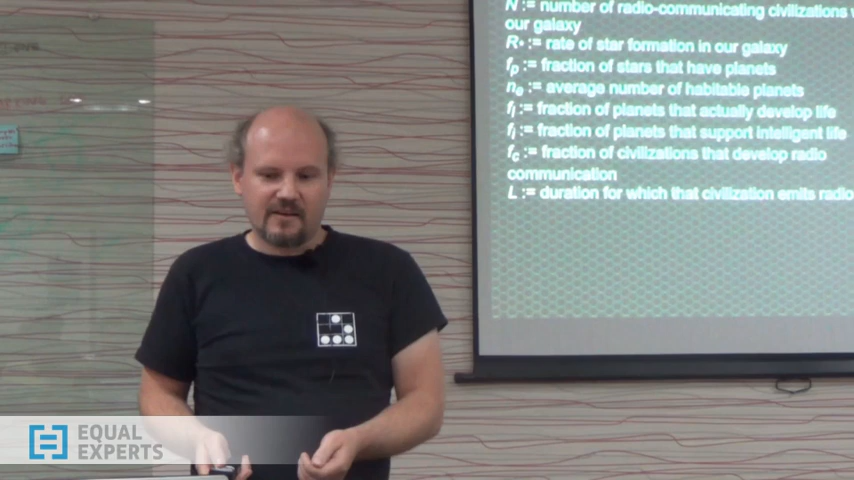 N := number of radio-communicating civilizations
our galaxy
R* := rate of star formation in our galaxy
fp := fraction of stars that have planets
ne := average number of habitable planets
fl := fraction of planets that actually develop life
fi := fraction of planets that support intelligent life
fc := fraction of civilizations that develop radio
communication
L := duration for which that civilization emits radio
EQUAL
EXPERTS